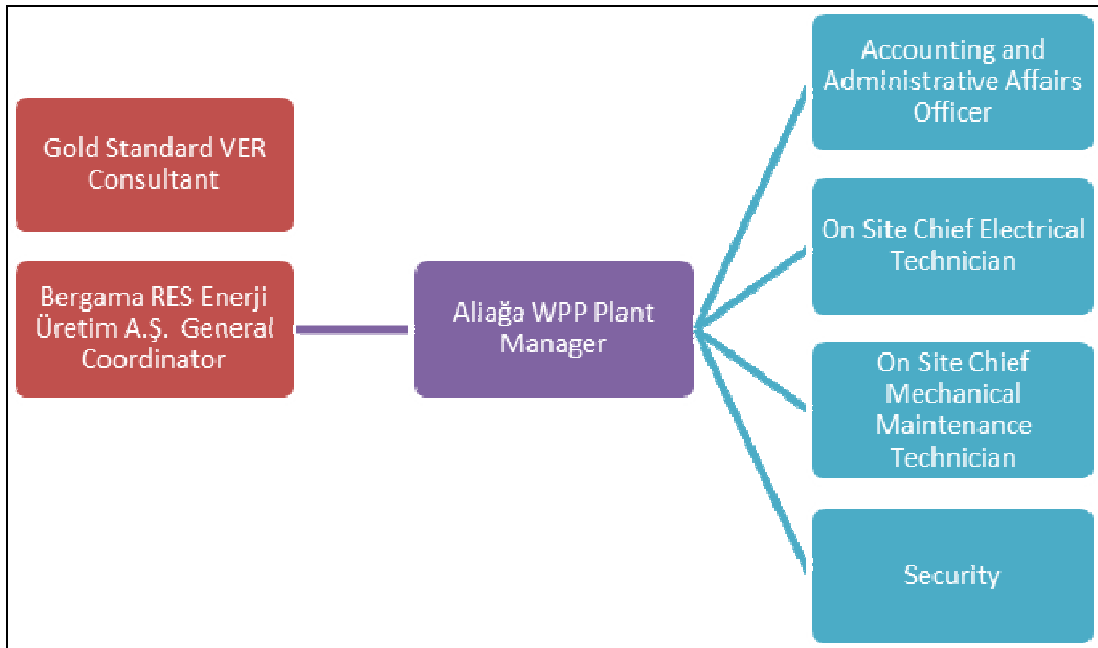 Gold Standard VER
Consultant
Bergama RES Enerji
Üretim A.Ş. General
Coordinator
Aliağa WPP Plant
Manager
Accounting and
Administrative Affairs
Officer
On Site Chief Electrical
Technician
On Site Chief
Mechanical
Maintenance
Technician
Security